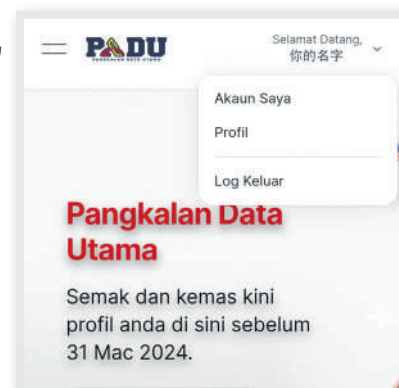 PADU
PANGKALAN DATA UTAMA
Selamat Datang,
你的名字
Akaun Saya
Profil
Log Keluar
Pangkalan Data
Utama
Semak dan kemas kini
profil anda di sini sebelum
31 Mac 2024.